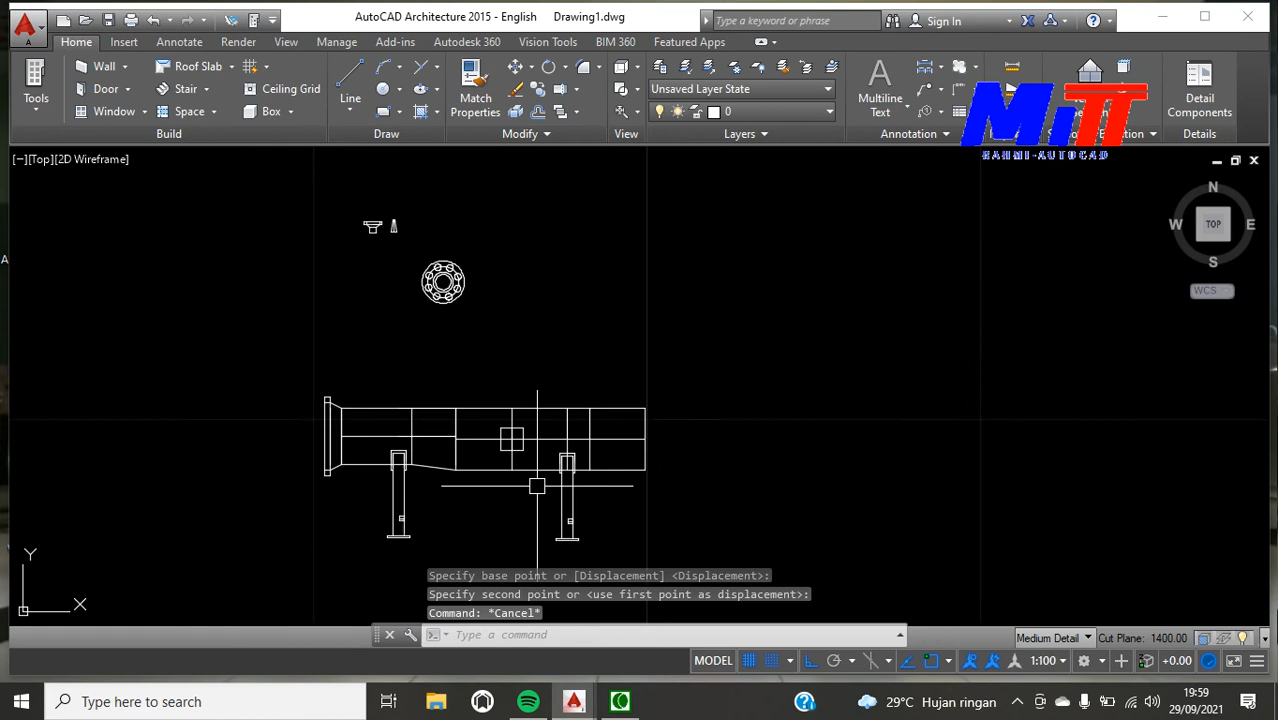 AutoCAD Architecture 2015 - English Drawing1.dwg
Type a keyword or phrase
Sign In
Home Insert Annotate Render View Manage Add-ins Autodesk 360 Vision Tools BIM 360 Featured Apps
Tools
Wall
Door
Window
Roof Slab
Stair
Space
Ceiling Grid
Box
Line
Match
Properties
Unsaved Layer State
0
Multiline
Text
Detail
Components
Build Draw Modify View Layers Annotation Details
MITT
RAHMI-AUTOCAD
[−][Top][2D Wireframe]
N
W TOP E
S
WCS
Y
X
Specify base point or [Displacement] <Displacement>:
Specify second point or <use first point as displacement>:
Command: *Cancel*
Type a command
Medium Detail Cut Plane: 1400.00
MODEL 1:100 +0.00
Type here to search
29°C Hujan ringan
19:59
29/09/2021